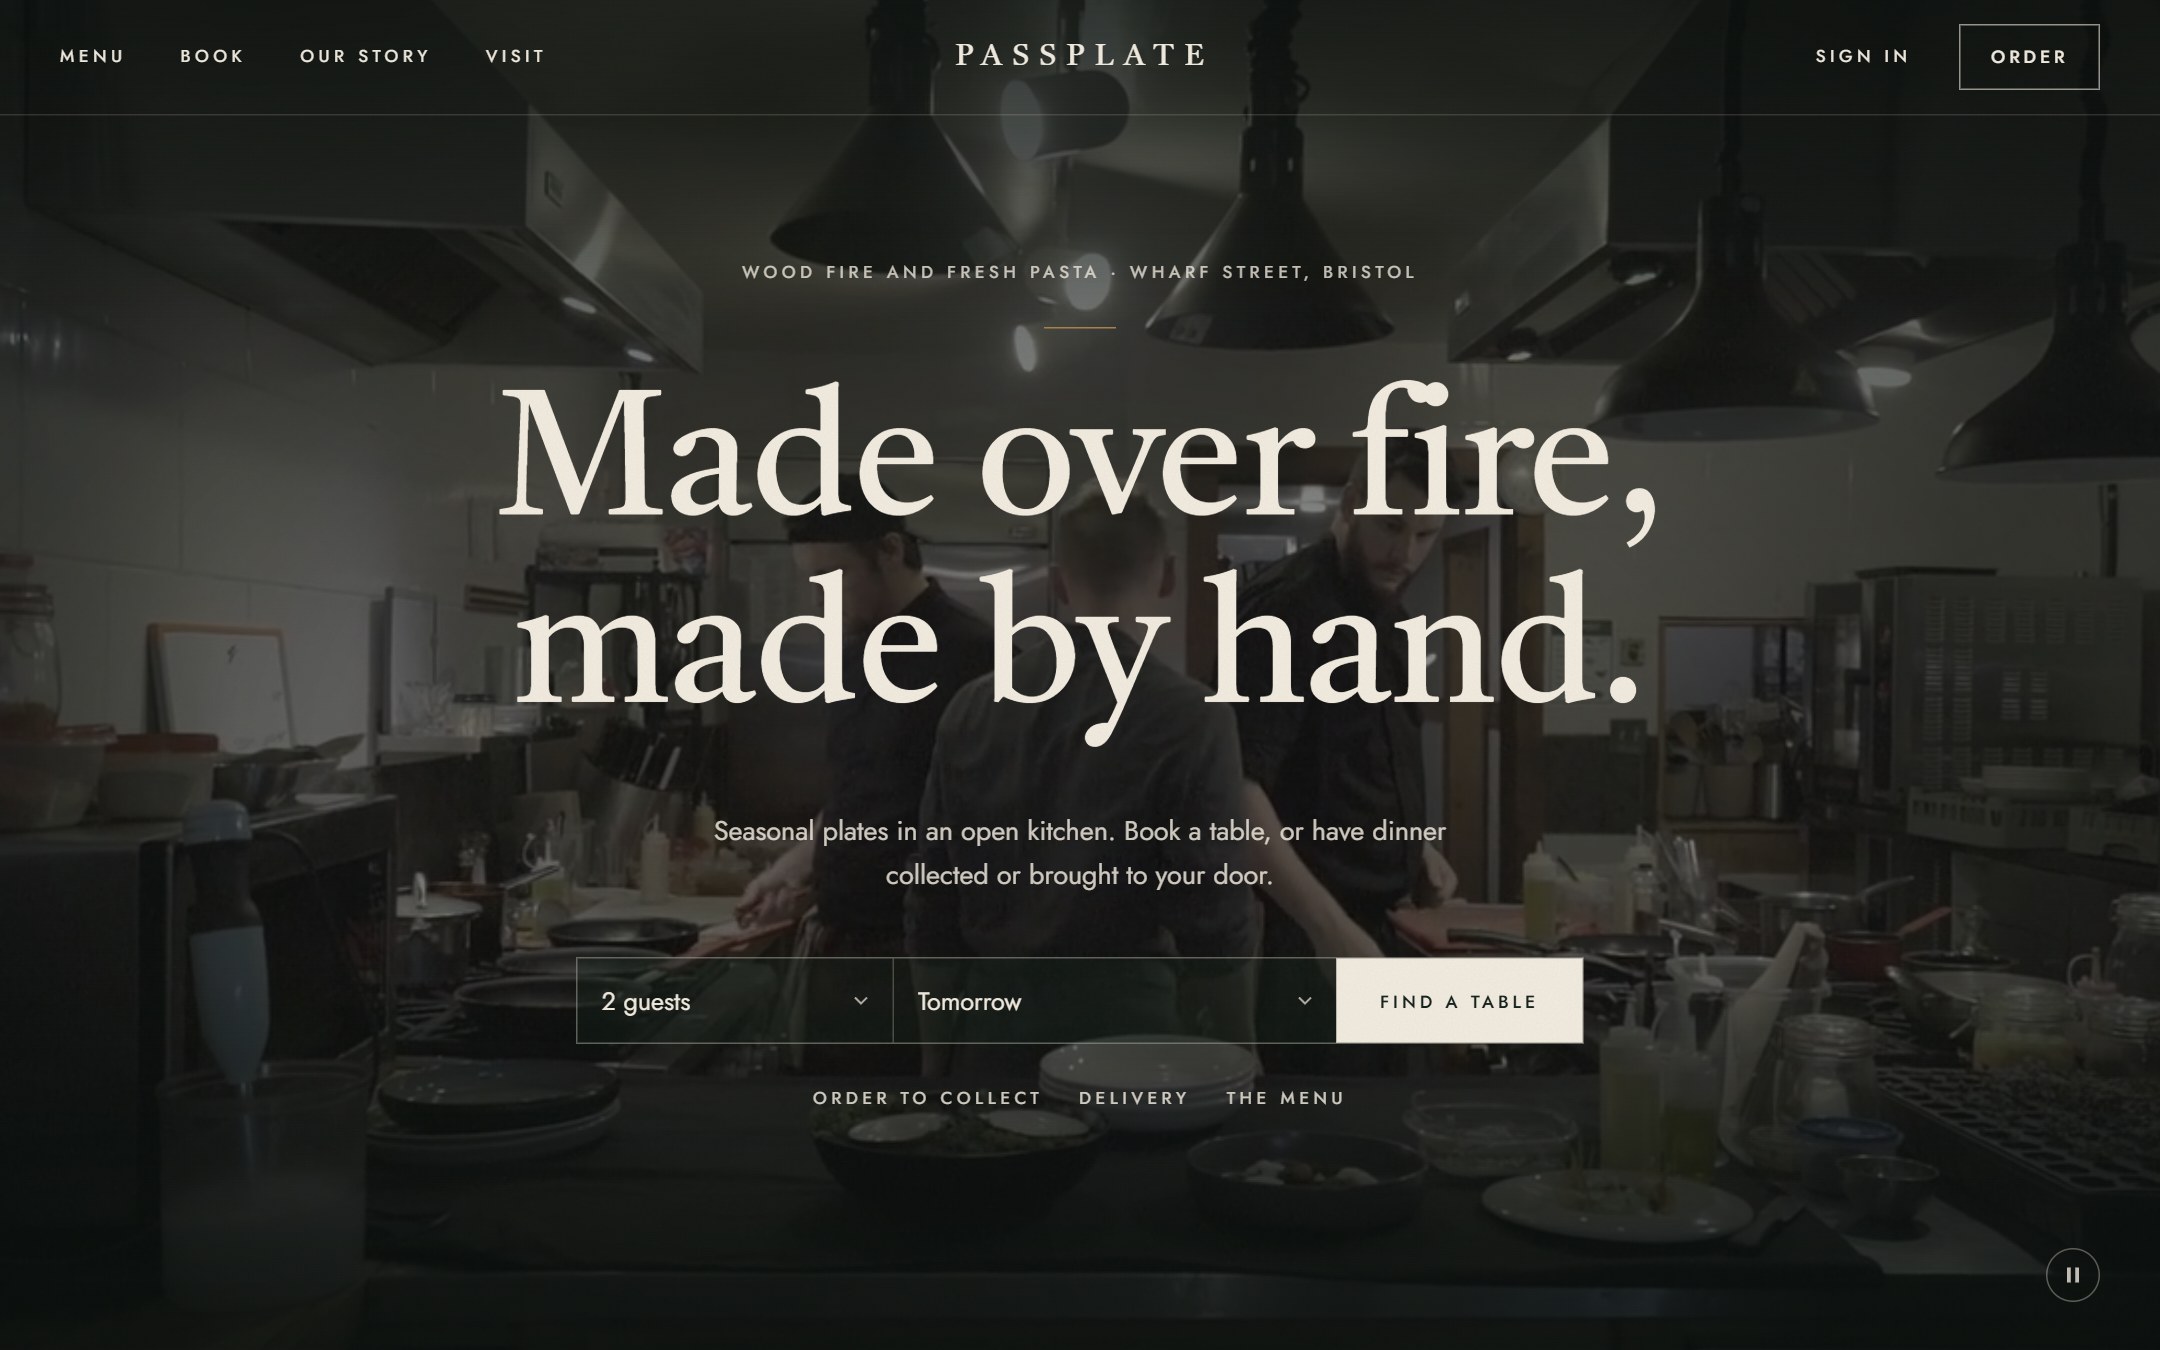 MENU BOOK OUR STORY VISIT PASSPLATE SIGN IN ORDER
WOOD FIRE AND FRESH PASTA · WHARF STREET, BRISTOL
Made over fire,
made by hand.
Seasonal plates in an open kitchen. Book a table, or have dinner
collected or brought to your door.
2 guests Tomorrow FIND A TABLE
ORDER TO COLLECT DELIVERY THE MENU